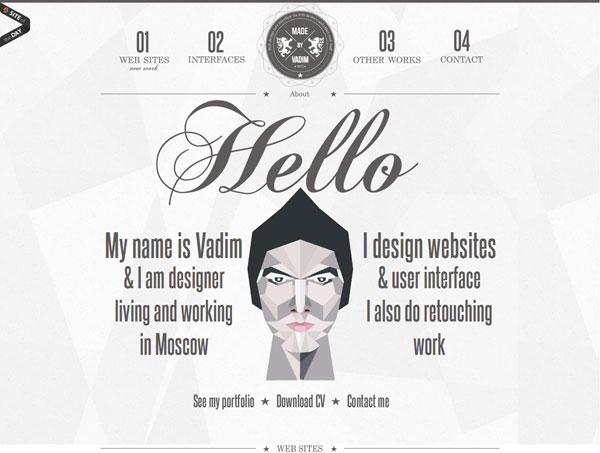 SITE of
the DAY
01
WEB SITES
new work
02
INTERFACES
MADE
BY
VADIM
03
OTHER WORKS
04
CONTACT
About
Hello
My name is Vadim
& I am designer
living and working
in Moscow
I design websites
& user interface
I also do retouching
work
See my portfolio ★ Download CV ★ Contact me
★ WEB SITES ★